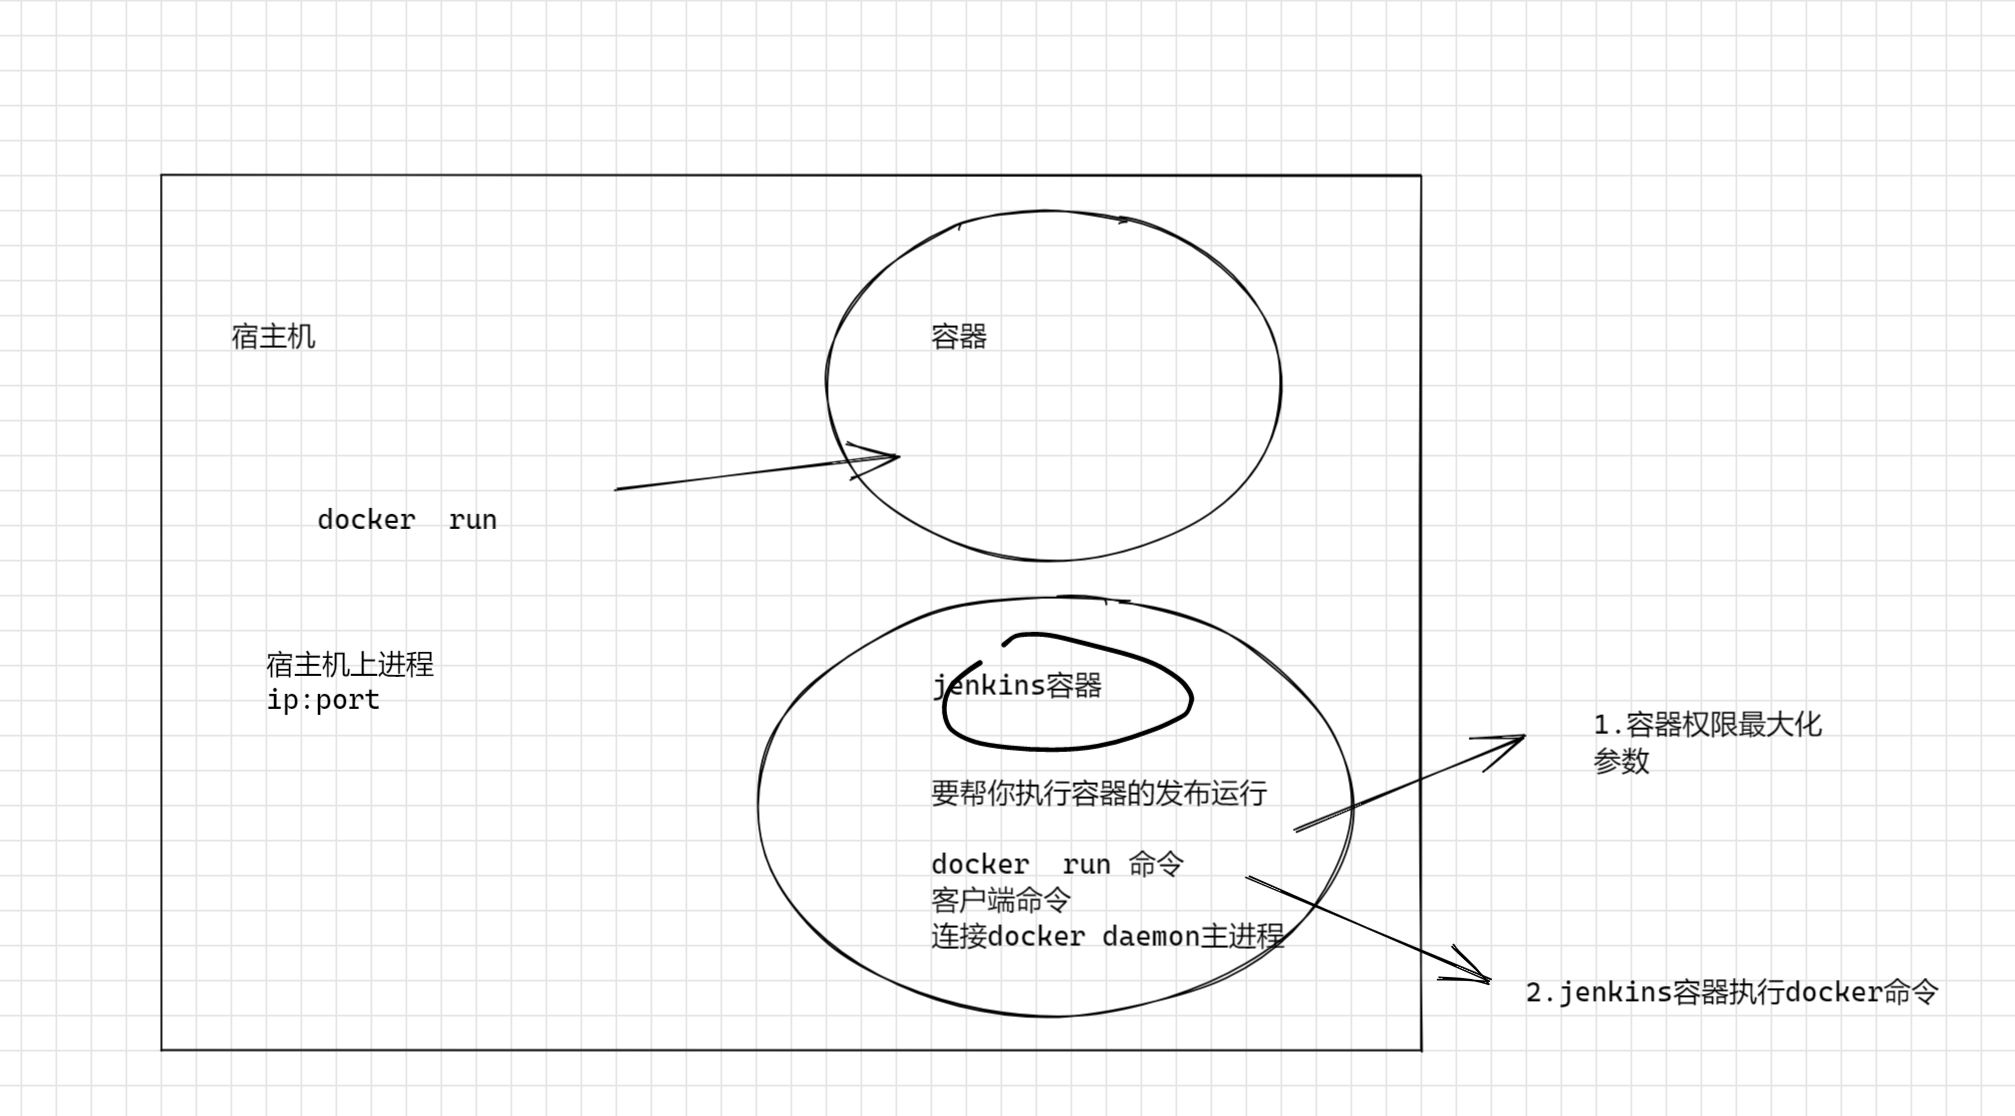 宿主机
容器
docker  run
宿主机上进程
ip:port
jenkins容器
要帮你执行容器的发布运行
docker  run 命令
客户端命令
连接docker daemon主进程
1.容器权限最大化
参数
2.jenkins容器执行docker命令